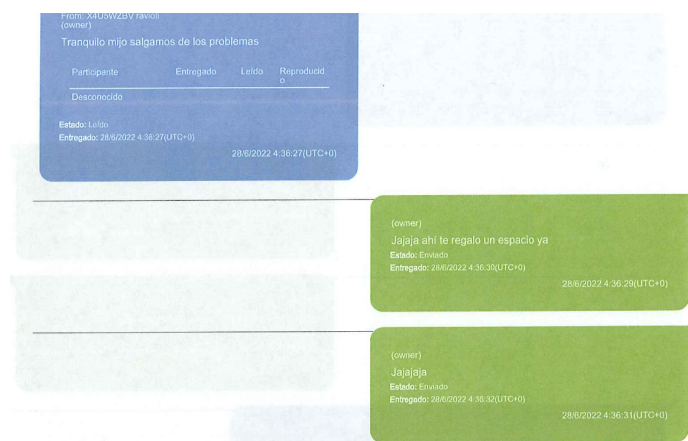 From: X4U5WZBV ravioli
(owner)
Tranquilo mijo salgamos de los problemas
Participante Entregado Leído Reproducid
o
Desconocido
Estado: Leído
Entregado: 28/6/2022 4:36:27(UTC+0)
28/6/2022 4:36:27(UTC+0)
(owner)
Jajaja ahí te regalo un espacio ya
Estado: Enviado
Entregado: 28/6/2022 4:36:30(UTC+0)
28/6/2022 4:36:29(UTC+0)
(owner)
Jajajaja
Estado: Enviado
Entregado: 28/6/2022 4:36:32(UTC+0)
28/6/2022 4:36:31(UTC+0)